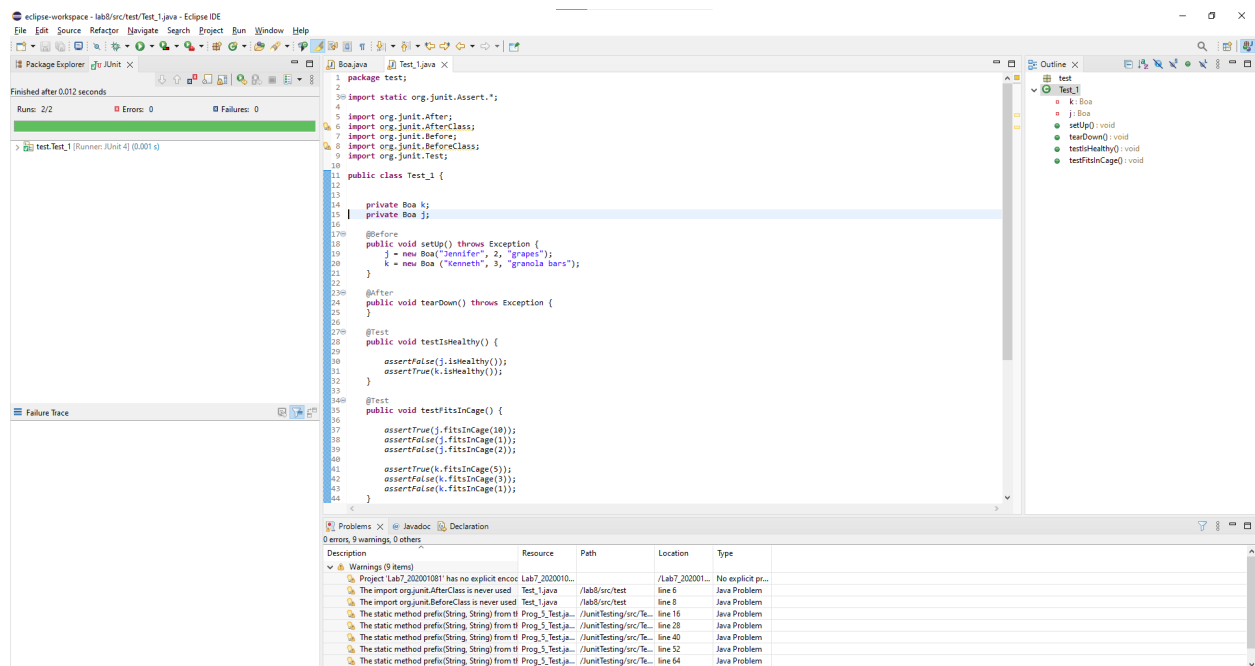 eclipse-workspace - lab8/src/test/Test_1.java - Eclipse IDE
File Edit Source Refactor Navigate Search Project Run Window Help
Package Explorer JUnit
Finished after 0.012 seconds
Runs: 2/2 Errors: 0 Failures: 0
test.Test_1 [Runner: JUnit 4] (0.001 s)
Failure Trace
Boa.java Test_1.java
1 package test;
2
3 import static org.junit.Assert.*;
4
5 import org.junit.After;
6 import org.junit.AfterClass;
7 import org.junit.Before;
8 import org.junit.BeforeClass;
9 import org.junit.Test;
10
11 public class Test_1 {
12
13
14 private Boa k;
15 private Boa j;
16
17 @Before
18 public void setUp() throws Exception {
19 j = new Boa("Jennifer", 2, "grapes");
20 k = new Boa ("Kenneth", 3, "granola bars");
21 }
22
23 @After
24 public void tearDown() throws Exception {
25 }
26
27 @Test
28 public void testIsHealthy() {
29
30 assertFalse(j.isHealthy());
31 assertTrue(k.isHealthy());
32 }
33
34 @Test
35 public void testFitsInCage() {
36
37 assertTrue(j.fitsInCage(10));
38 assertFalse(j.fitsInCage(1));
39 assertFalse(j.fitsInCage(2));
40
41 assertTrue(k.fitsInCage(5));
42 assertFalse(k.fitsInCage(3));
43 assertFalse(k.fitsInCage(1));
44 }
Outline
test
Test_1
k : Boa
j : Boa
setUp() : void
tearDown() : void
testIsHealthy() : void
testFitsInCage() : void
Problems Javadoc Declaration
0 errors, 9 warnings, 0 others
Description Resource Path Location Type
Warnings (9 items)
Project 'Lab7_202001081' has no explicit encoc Lab7_2020010... /Lab7_202001... No explicit pr...
The import org.junit.AfterClass is never used Test_1.java /lab8/src/test line 6 Java Problem
The import org.junit.BeforeClass is never used Test_1.java /lab8/src/test line 8 Java Problem
The static method prefix(String, String) from tl Prog_5_Test.ja... /JunitTesting/src/Te... line 16 Java Problem
The static method prefix(String, String) from tl Prog_5_Test.ja... /JunitTesting/src/Te... line 28 Java Problem
The static method prefix(String, String) from tl Prog_5_Test.ja... /JunitTesting/src/Te... line 40 Java Problem
The static method prefix(String, String) from tl Prog_5_Test.ja... /JunitTesting/src/Te... line 52 Java Problem
The static method prefix(String, String) from tl Prog_5_Test.ja... /JunitTesting/src/Te... line 64 Java Problem